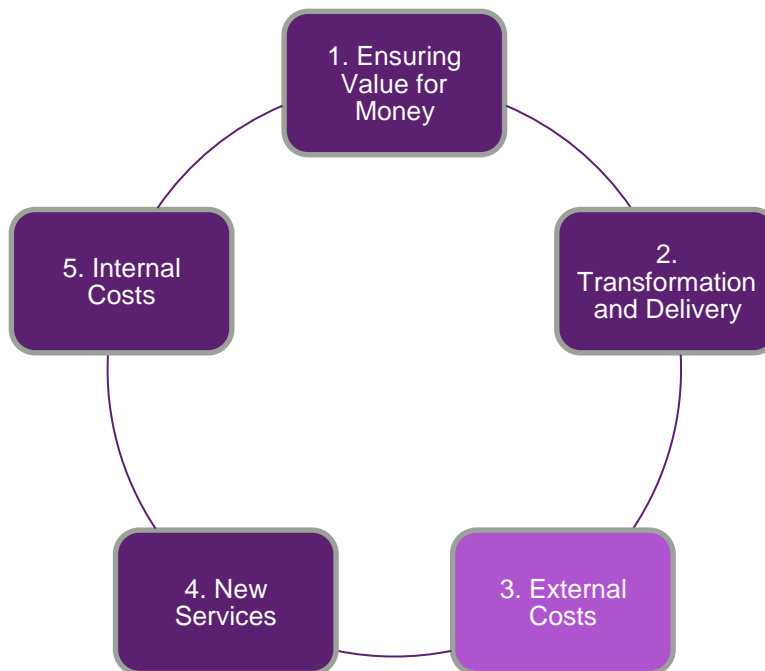 1. Ensuring
Value for
Money
2.
Transformation
and Delivery
3. External
Costs
4. New
Services
5. Internal
Costs